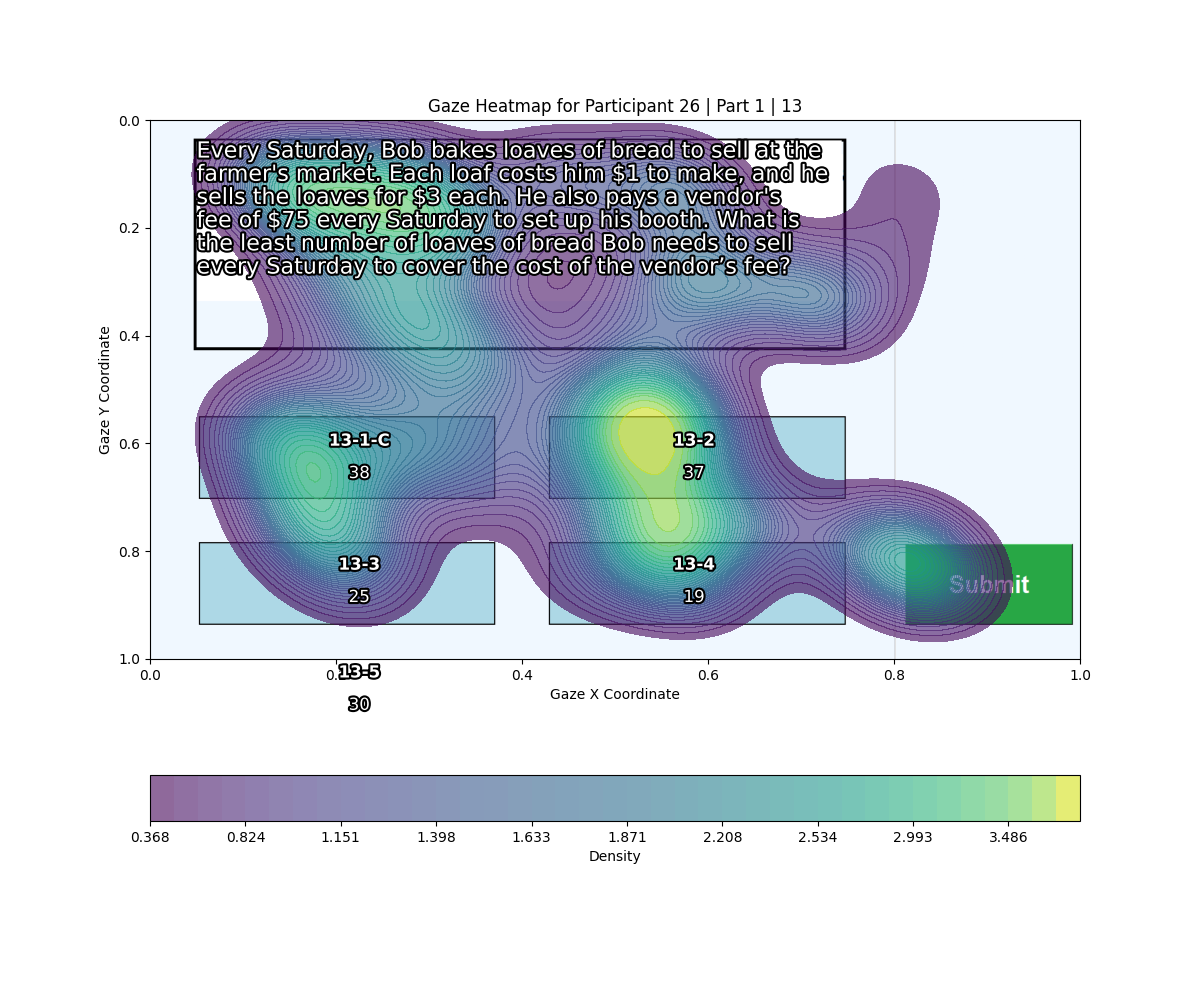 Gaze Heatmap for Participant 26 | Part 1 | 13
0.0
0.2
0.4
0.6
0.8
1.0
Gaze Y Coordinate
Every Saturday, Bob bakes loaves of bread to sell at the
farmer's market. Each loaf costs him $1 to make, and he
sells the loaves for $3 each. He also pays a vendor's
fee of $75 every Saturday to set up his booth. What is
the least number of loaves of bread Bob needs to sell
every Saturday to cover the cost of the vendor’s fee?
13-1-C
38
13-2
37
13-3
25
13-4
19
Submit
0.0
0.4
0.6
0.8
1.0
13-5
30
Gaze X Coordinate
0.368
0.824
1.151
1.398
1.633
1.871
2.208
2.534
2.993
3.486
Density